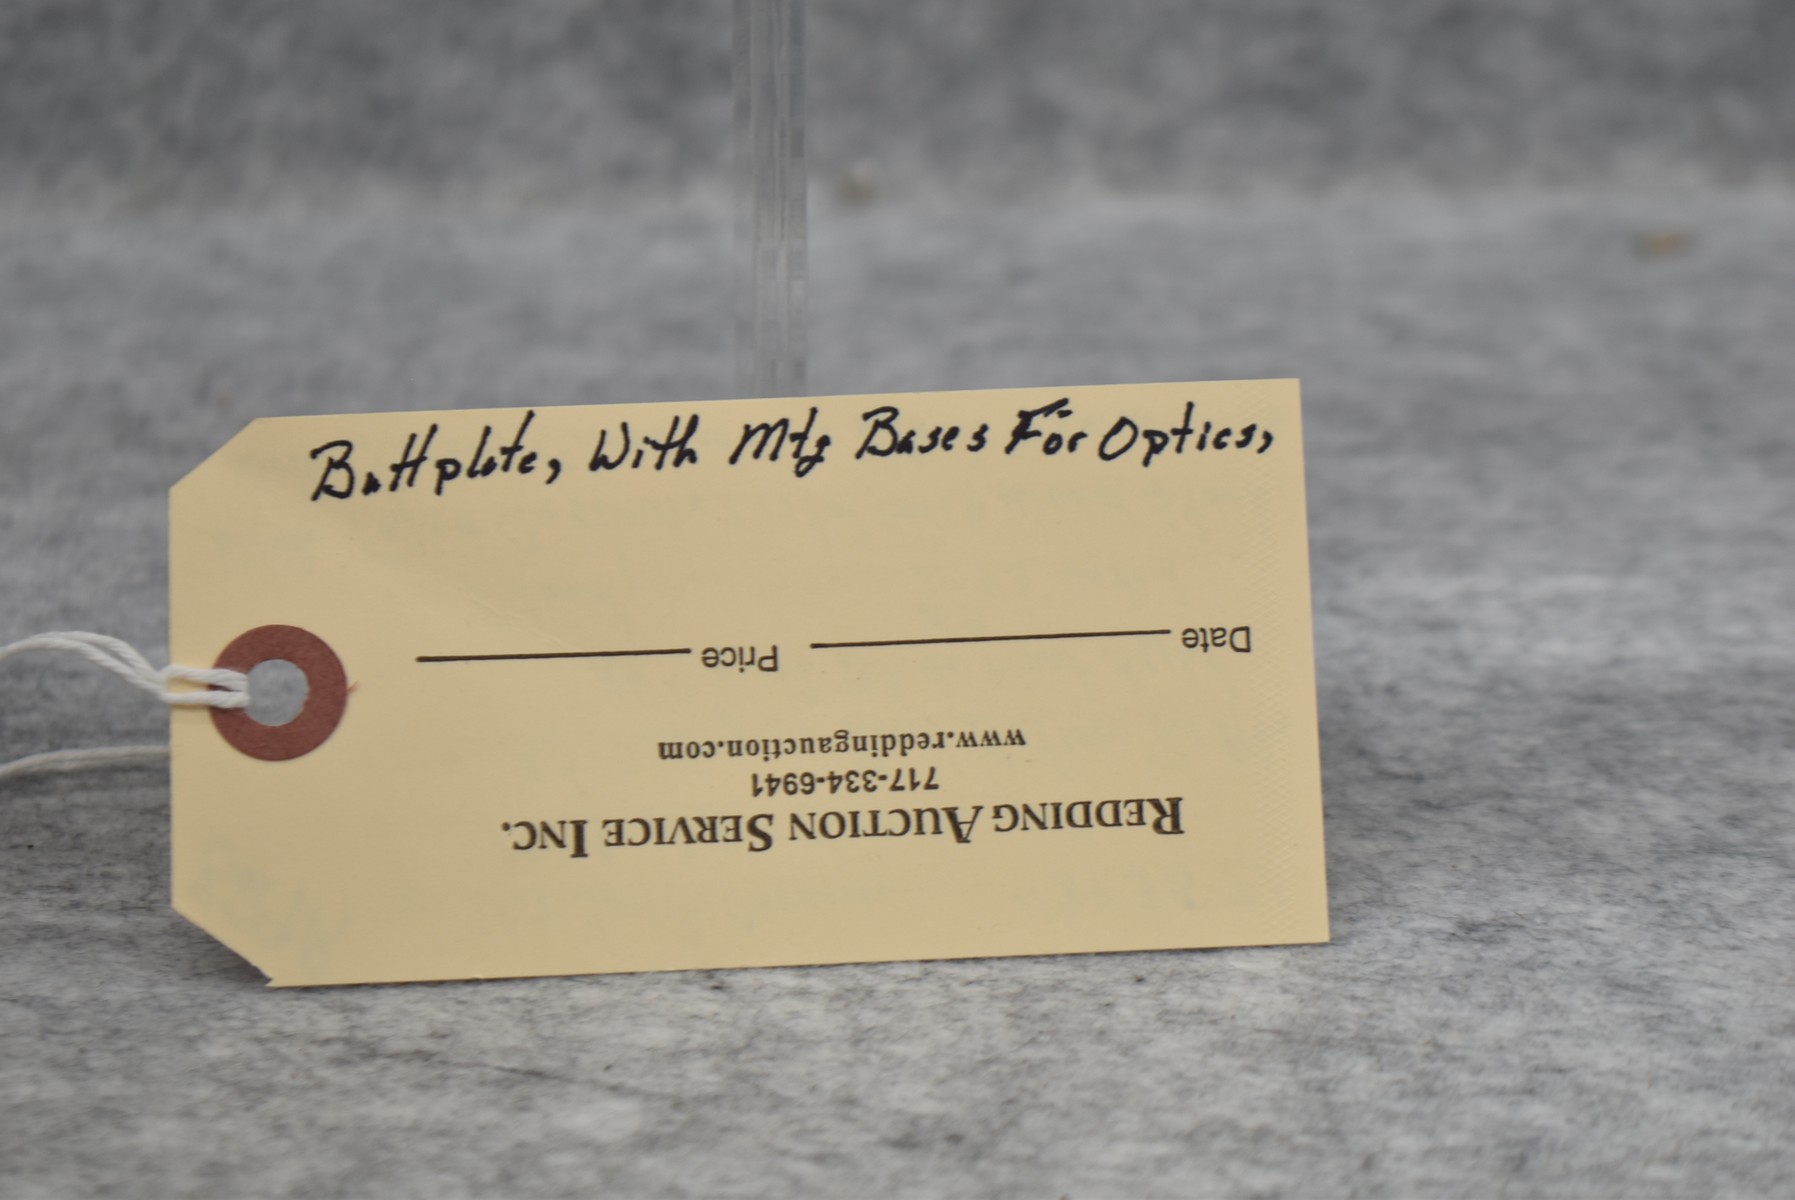 Buttplate, With Mtg Bases For Optics,
REDDING AUCTION SERVICE INC.
717-334-6941
www.reddingauction.com
Date Price